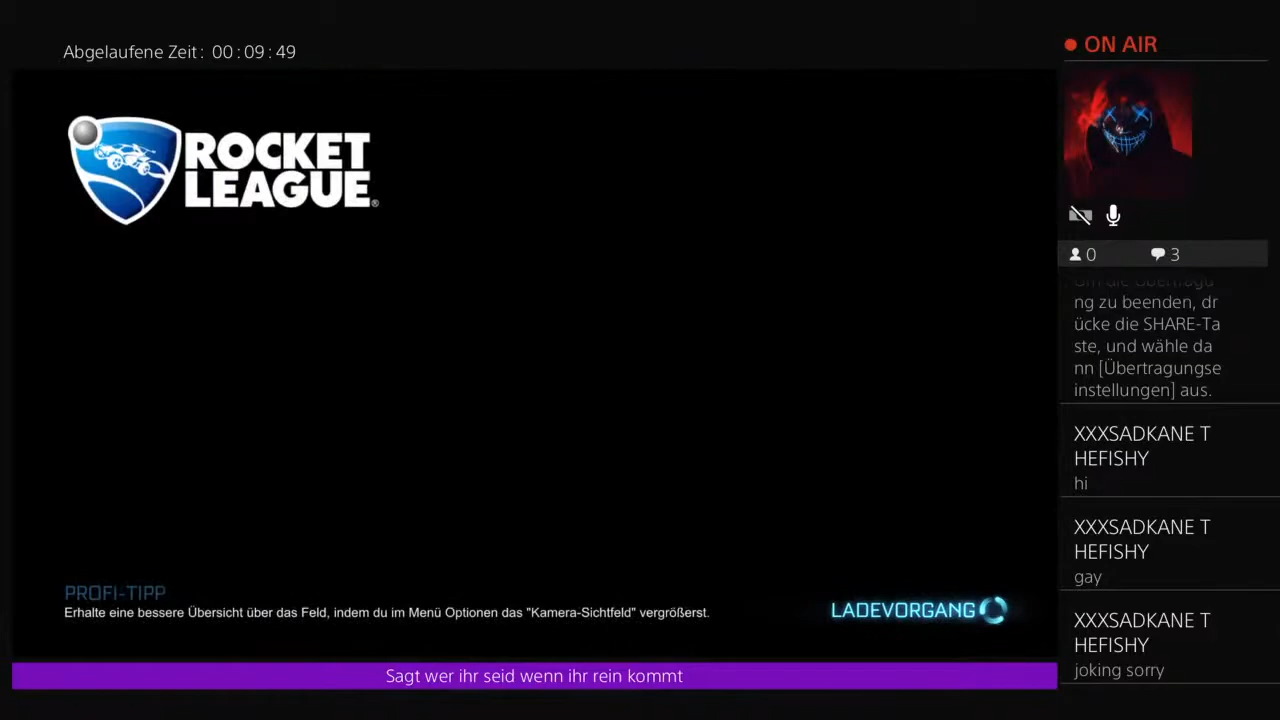 Abgelaufene Zeit: 00:09:49
ON AIR
ROCKET
LEAGUE®
0 3
Um die Übertragu
ng zu beenden, dr
ücke die SHARE-Ta
ste, und wähle da
nn [Übertragungse
instellungen] aus.
XXXSADKANE T
HEFISHY
hi
XXXSADKANE T
HEFISHY
gay
XXXSADKANE T
HEFISHY
joking sorry
PROFI-TIPP
Erhalte eine bessere Übersicht über das Feld, indem du im Menü Optionen das "Kamera-Sichtfeld" vergrößerst.
LADEVORGANG
Sagt wer ihr seid wenn ihr rein kommt